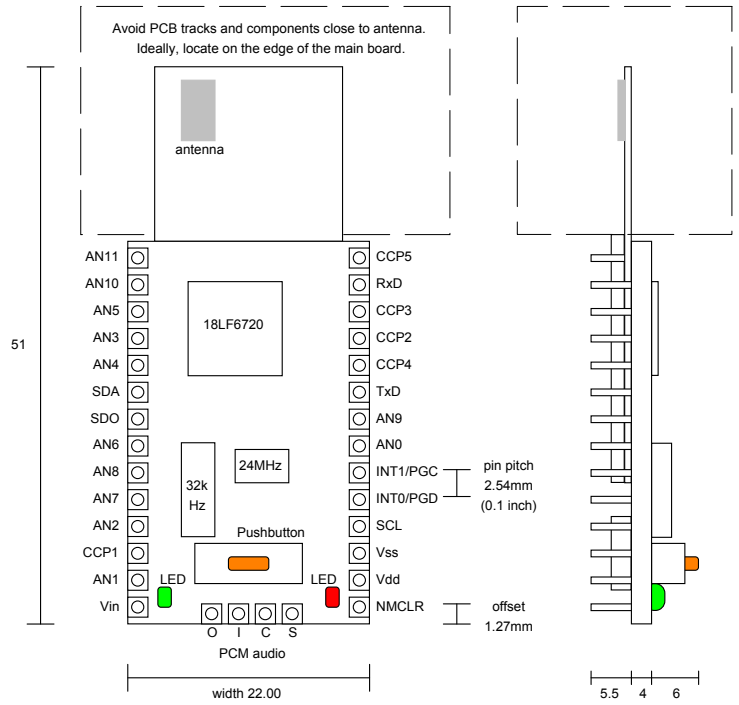 Avoid PCB tracks and components close to antenna.
Ideally, locate on the edge of the main board.
antenna
AN11
CCP5
AN10
RxD
AN5
CCP3
18LF6720
AN3
CCP2
51
AN4
CCP4
SDA
TxD
SDO
AN9
AN6
AN0
AN8
24MHz
INT1/PGC
pin pitch
32k
Hz
2.54mm
AN7
INT0/PGD
(0.1 inch)
AN2
SCL
Pushbutton
CCP1
Vss
AN1
LED
LED
Vdd
Vin
NMCLR
offset
1.27mm
O I C S
PCM audio
width 22.00
5.5 4 6